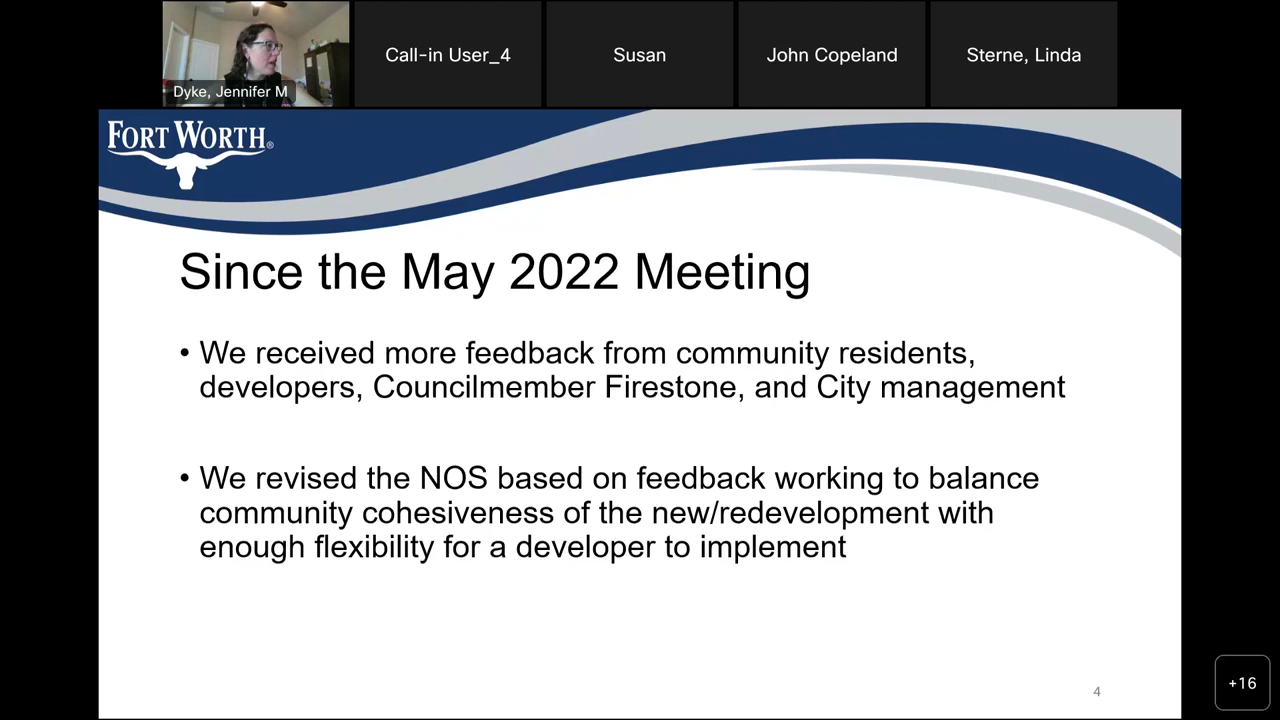 Dyke, Jennifer M
Call-in User_4
Susan
John Copeland
Sterne, Linda
FORT WORTH®
Since the May 2022 Meeting
• We received more feedback from community residents,
developers, Councilmember Firestone, and City management
• We revised the NOS based on feedback working to balance
community cohesiveness of the new/redevelopment with
enough flexibility for a developer to implement
4
+16